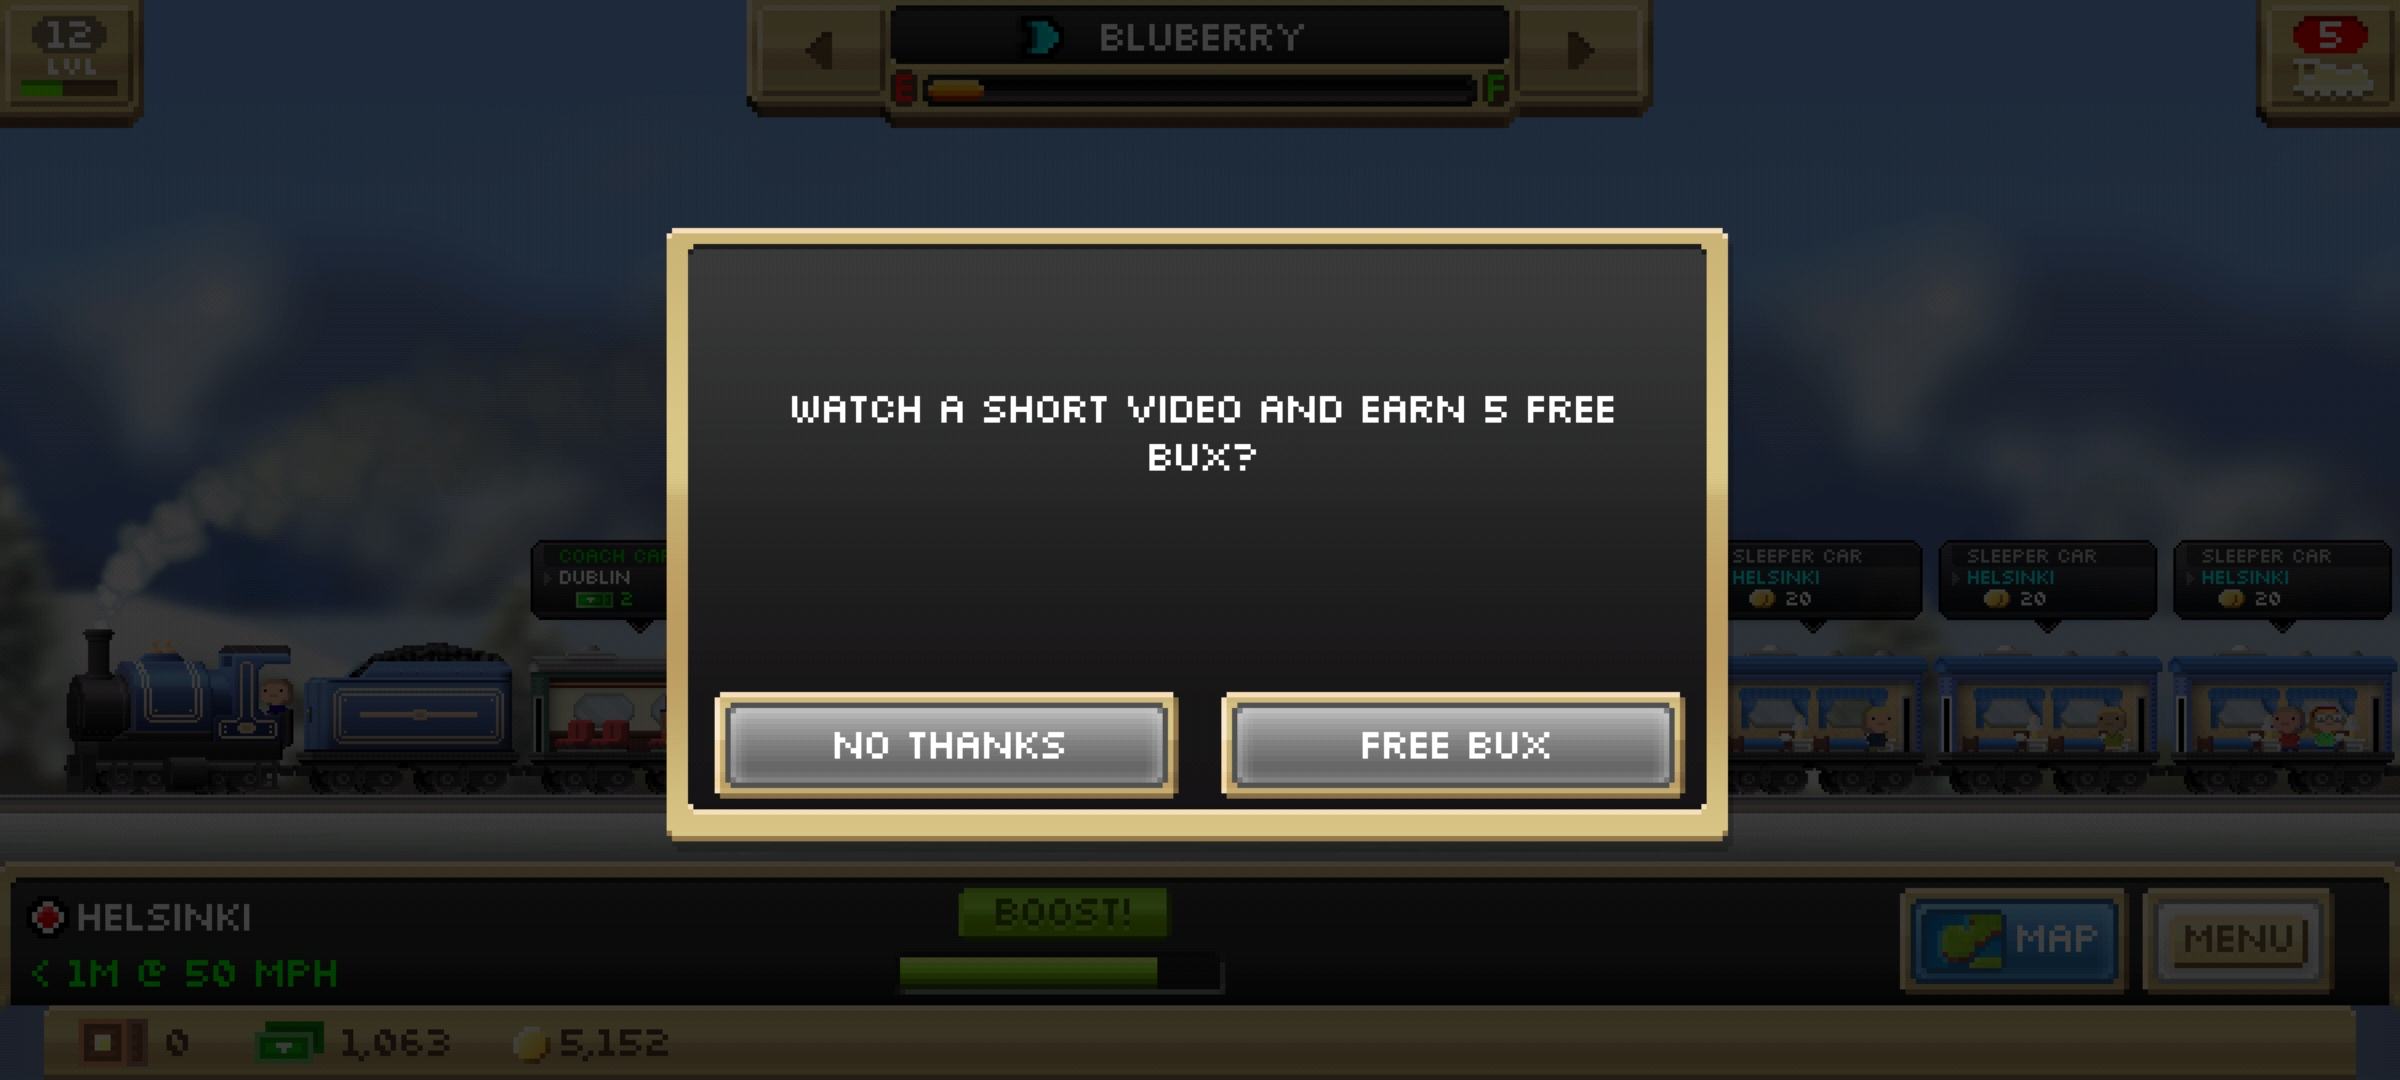 12
LVL
BLUBERRY
E F
5
WATCH A SHORT VIDEO AND EARN 5 FREE
BUX?
COACH CAR
DUBLIN
2
SLEEPER CAR
HELSINKI
20
SLEEPER CAR
HELSINKI
20
SLEEPER CAR
HELSINKI
20
NO THANKS
FREE BUX
HELSINKI
< 1M @ 50 MPH
BOOST!
MAP
MENU
0
1,063
5,152